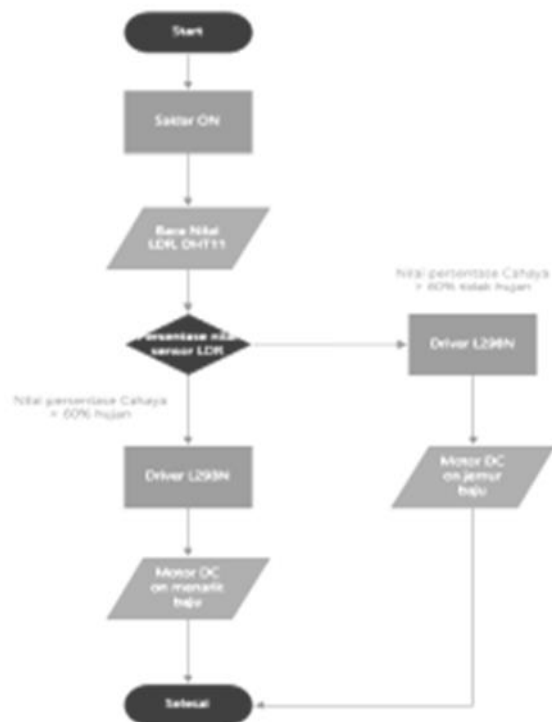 Start
Saklar ON
Baca Nilai
LDR, DHT11
Nilai persentase Cahaya
60% tidak hujan
Persentase nilai
sensor LDR
Driver L298N
Nilai persentase Cahaya
60% hujan
Driver L298N
Motor DC
on jemur
baju
Motor DC
on menarik
baju
Selesai